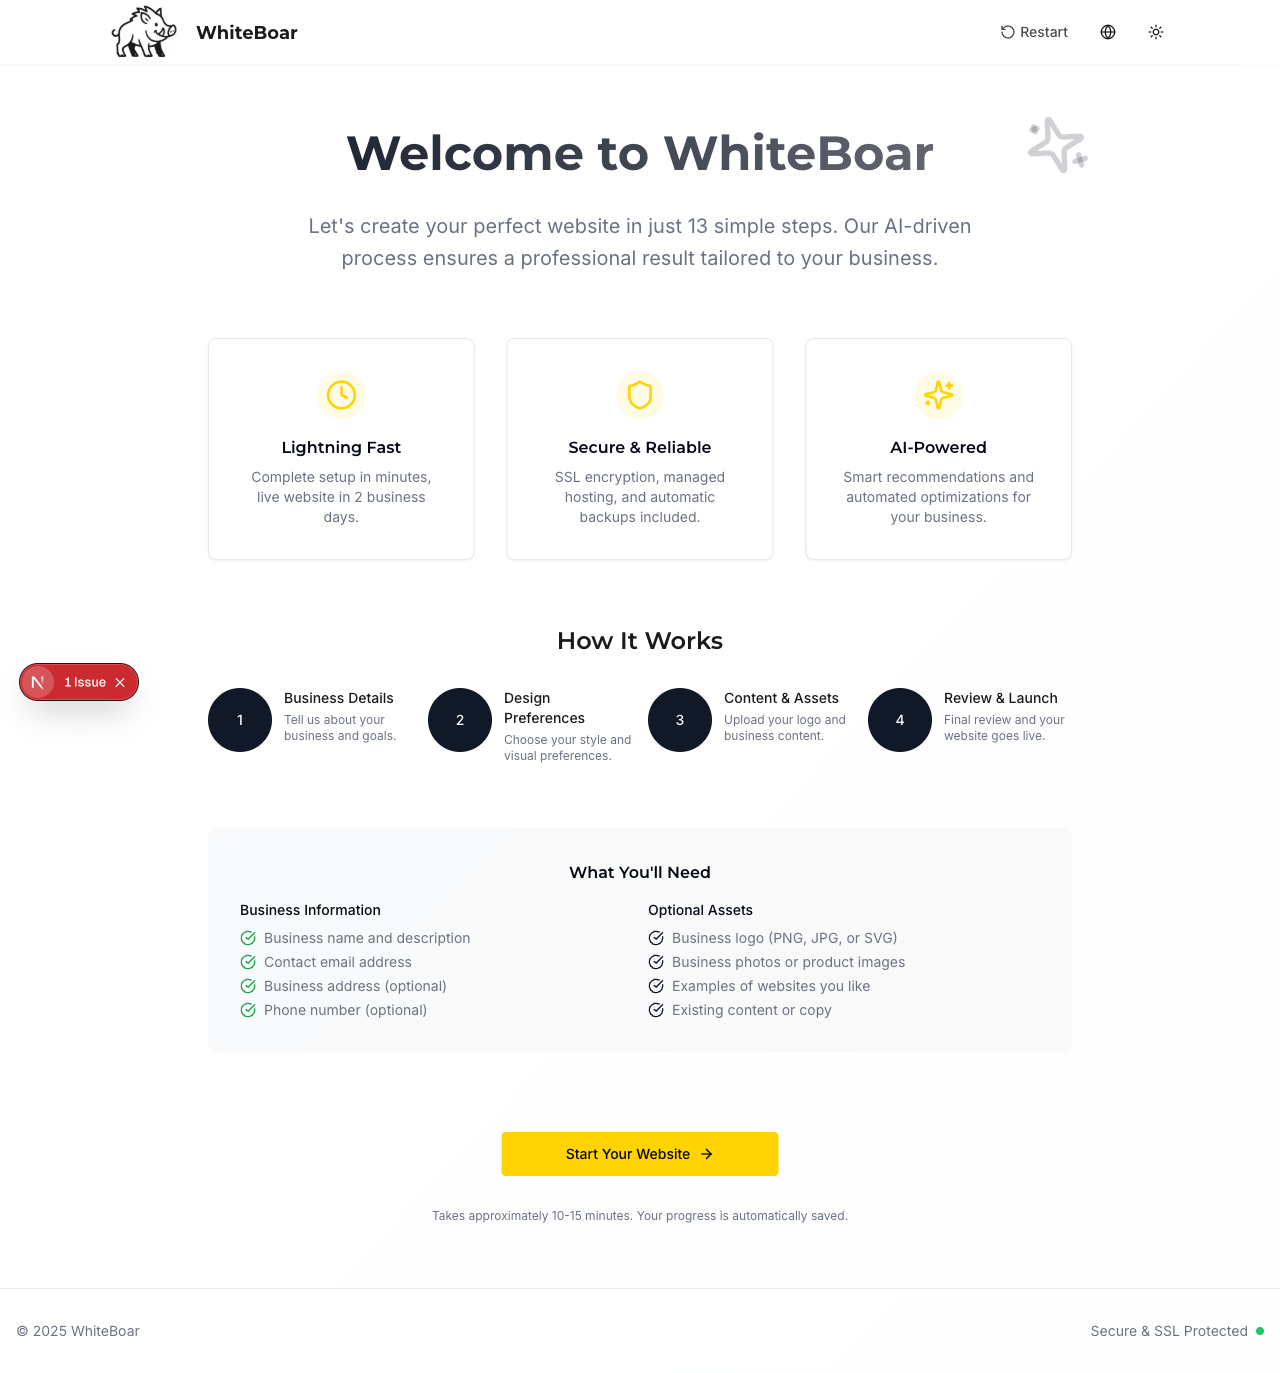 WhiteBoar
Restart
Welcome to WhiteBoar
Let's create your perfect website in just 13 simple steps. Our AI-driven
process ensures a professional result tailored to your business.
Lightning Fast
Complete setup in minutes,
live website in 2 business
days.
Secure & Reliable
SSL encryption, managed
hosting, and automatic
backups included.
AI-Powered
Smart recommendations and
automated optimizations for
your business.
How It Works
N 1 Issue
1
Business Details
Tell us about your
business and goals.
2
Design
Preferences
Choose your style and
visual preferences.
3
Content & Assets
Upload your logo and
business content.
4
Review & Launch
Final review and your
website goes live.
What You'll Need
Business Information
Business name and description
Contact email address
Business address (optional)
Phone number (optional)
Optional Assets
Business logo (PNG, JPG, or SVG)
Business photos or product images
Examples of websites you like
Existing content or copy
Start Your Website
Takes approximately 10-15 minutes. Your progress is automatically saved.
© 2025 WhiteBoar
Secure & SSL Protected